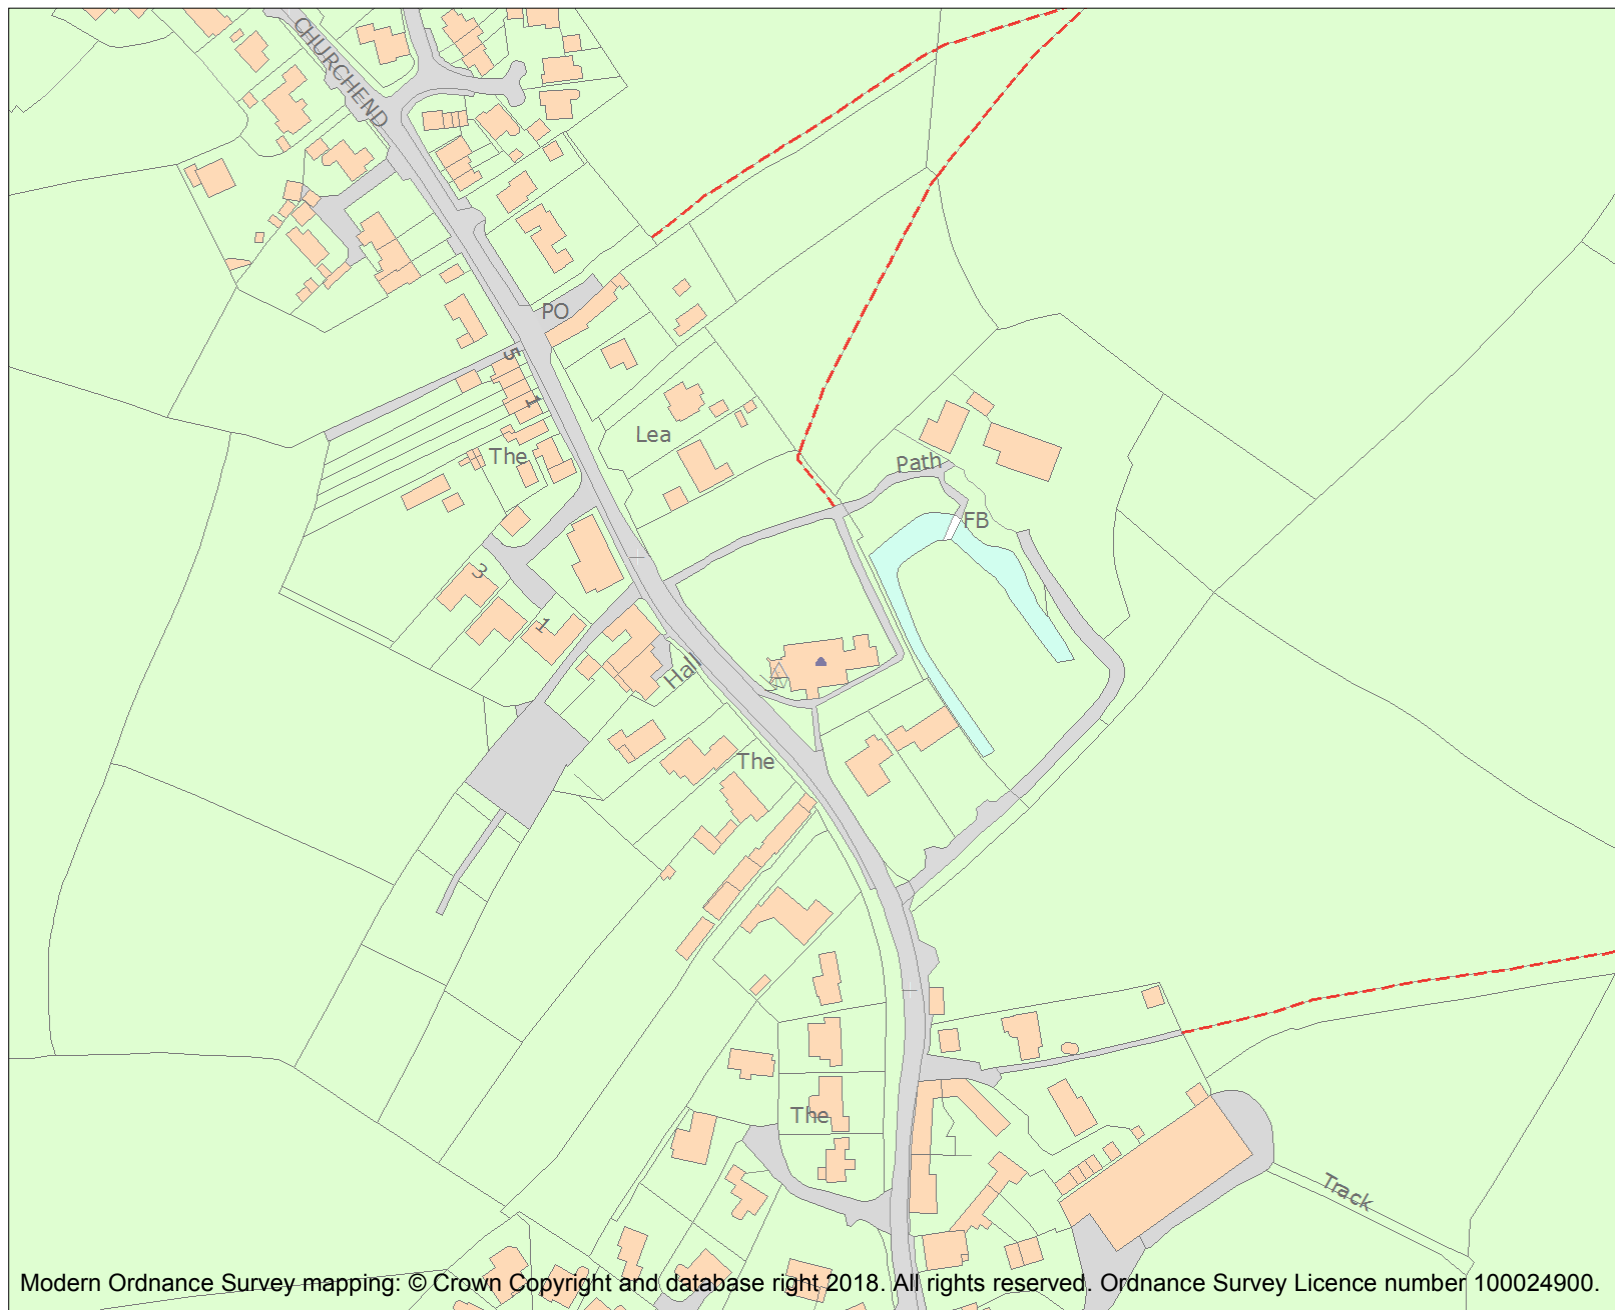 CHURCHEND
PO
5
1
Lea
The
Path
FB
3
1
Hall
The
The
Track
Modern Ordnance Survey mapping: © Crown Copyright and database right 2018. All rights reserved. Ordnance Survey Licence number 100024900.